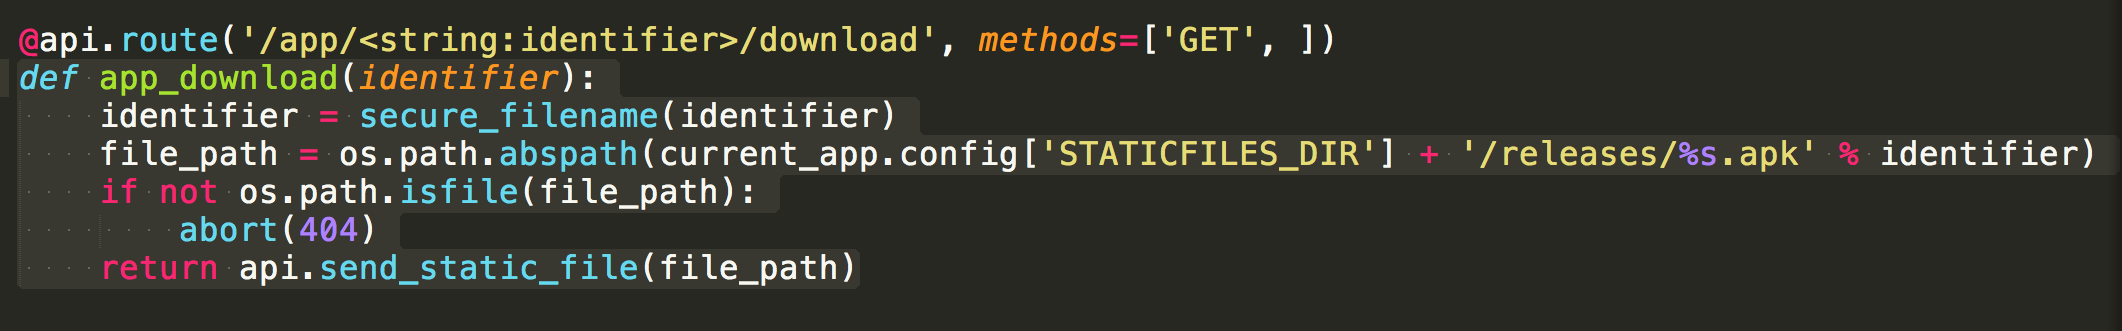 @api.route('/app/<string:identifier>/download', methods=['GET', ])
def app_download(identifier):
    identifier = secure_filename(identifier)
    file_path = os.path.abspath(current_app.config['STATICFILES_DIR'] + '/releases/%s.apk' % identifier)
    if not os.path.isfile(file_path):
        abort(404)
    return api.send_static_file(file_path)